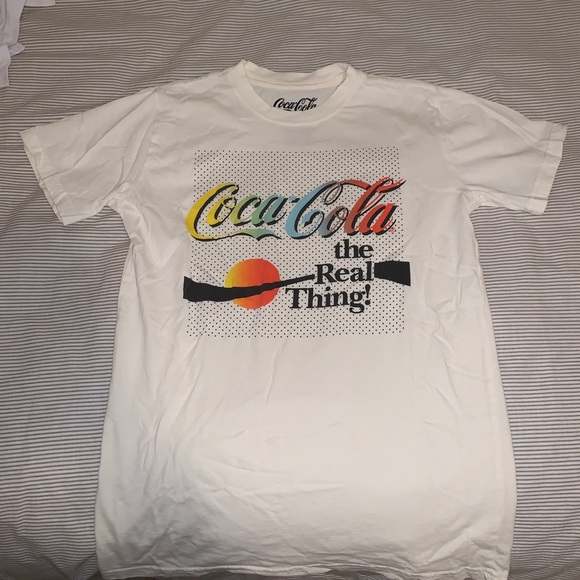 Coca-Cola
Coca-Cola
the
Real
Thing!